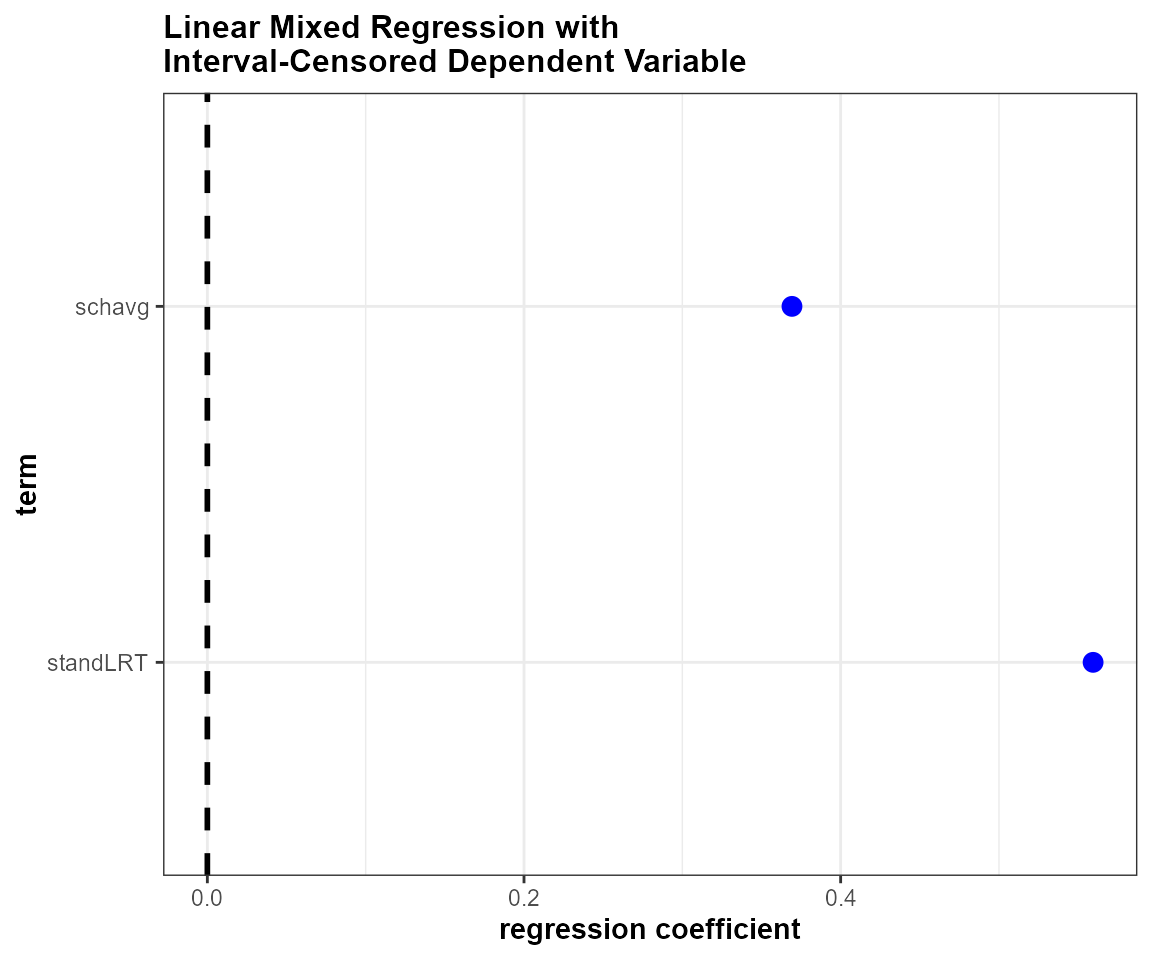 Linear Mixed Regression with
Interval-Censored Dependent Variable
term
schavg
standLRT
0.0
0.2
0.4
regression coefficient